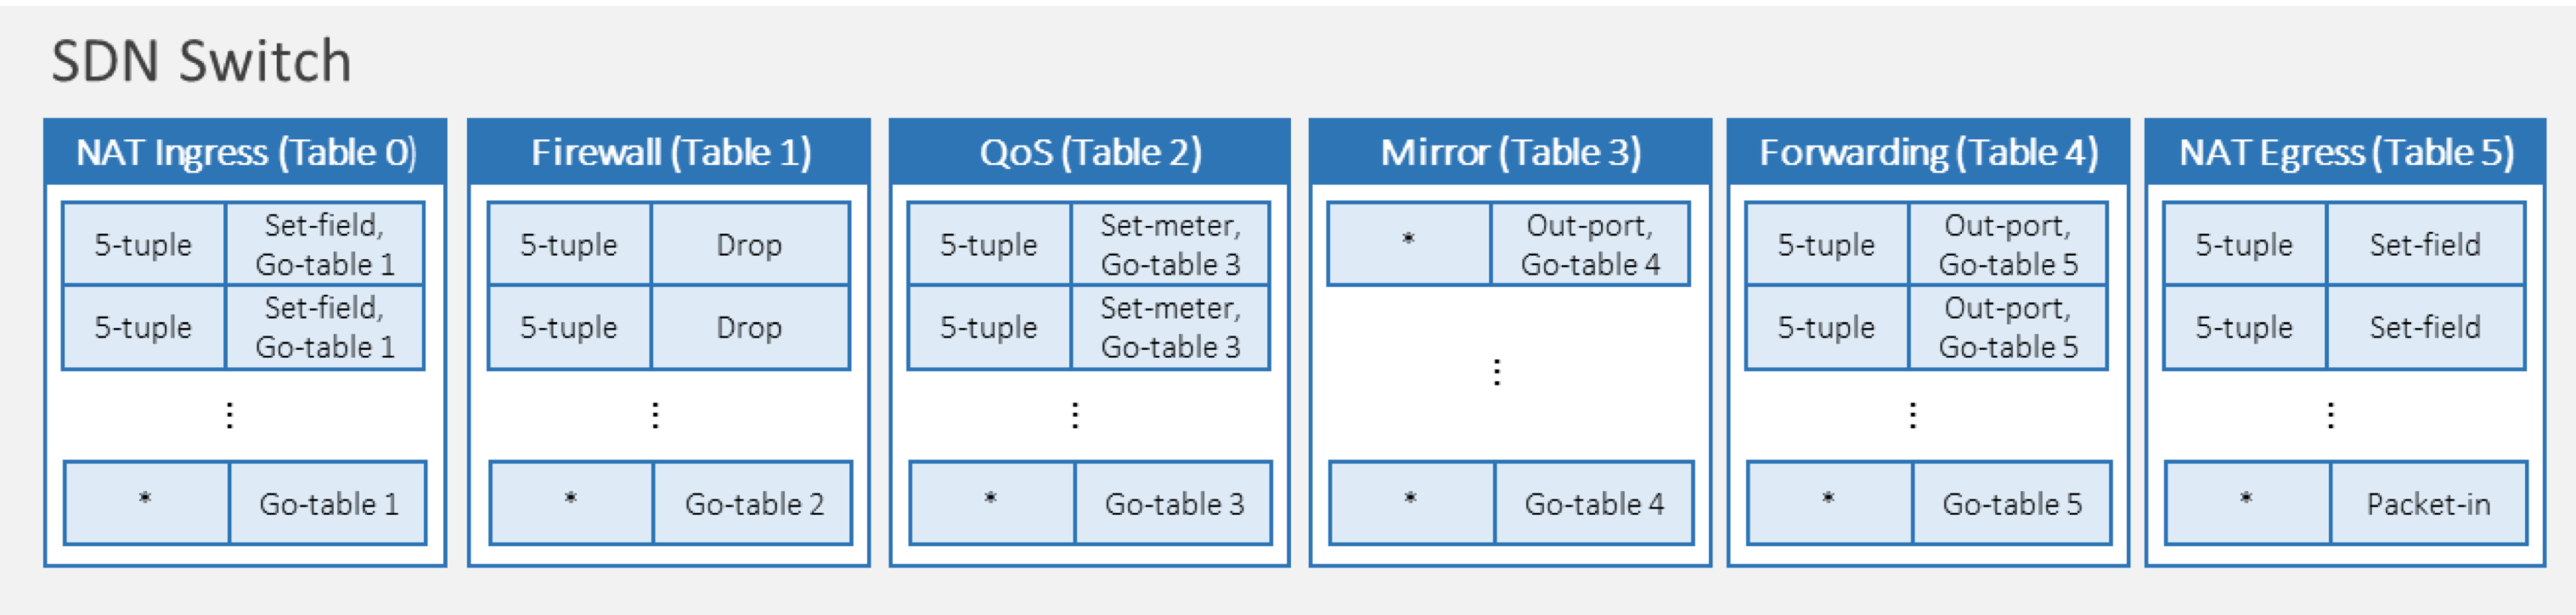 SDN Switch
NAT Ingress (Table 0)
5-tuple
Set-field,
Go-table 1
5-tuple
Set-field,
Go-table 1
⋮
*
Go-table 1
Firewall (Table 1)
5-tuple
Drop
5-tuple
Drop
⋮
*
Go-table 2
QoS (Table 2)
5-tuple
Set-meter,
Go-table 3
5-tuple
Set-meter,
Go-table 3
⋮
*
Go-table 3
Mirror (Table 3)
*
Out-port,
Go-table 4
⋮
*
Go-table 4
Forwarding (Table 4)
5-tuple
Out-port,
Go-table 5
5-tuple
Out-port,
Go-table 5
⋮
*
Go-table 5
NAT Egress (Table 5)
5-tuple
Set-field
5-tuple
Set-field
⋮
*
Packet-in